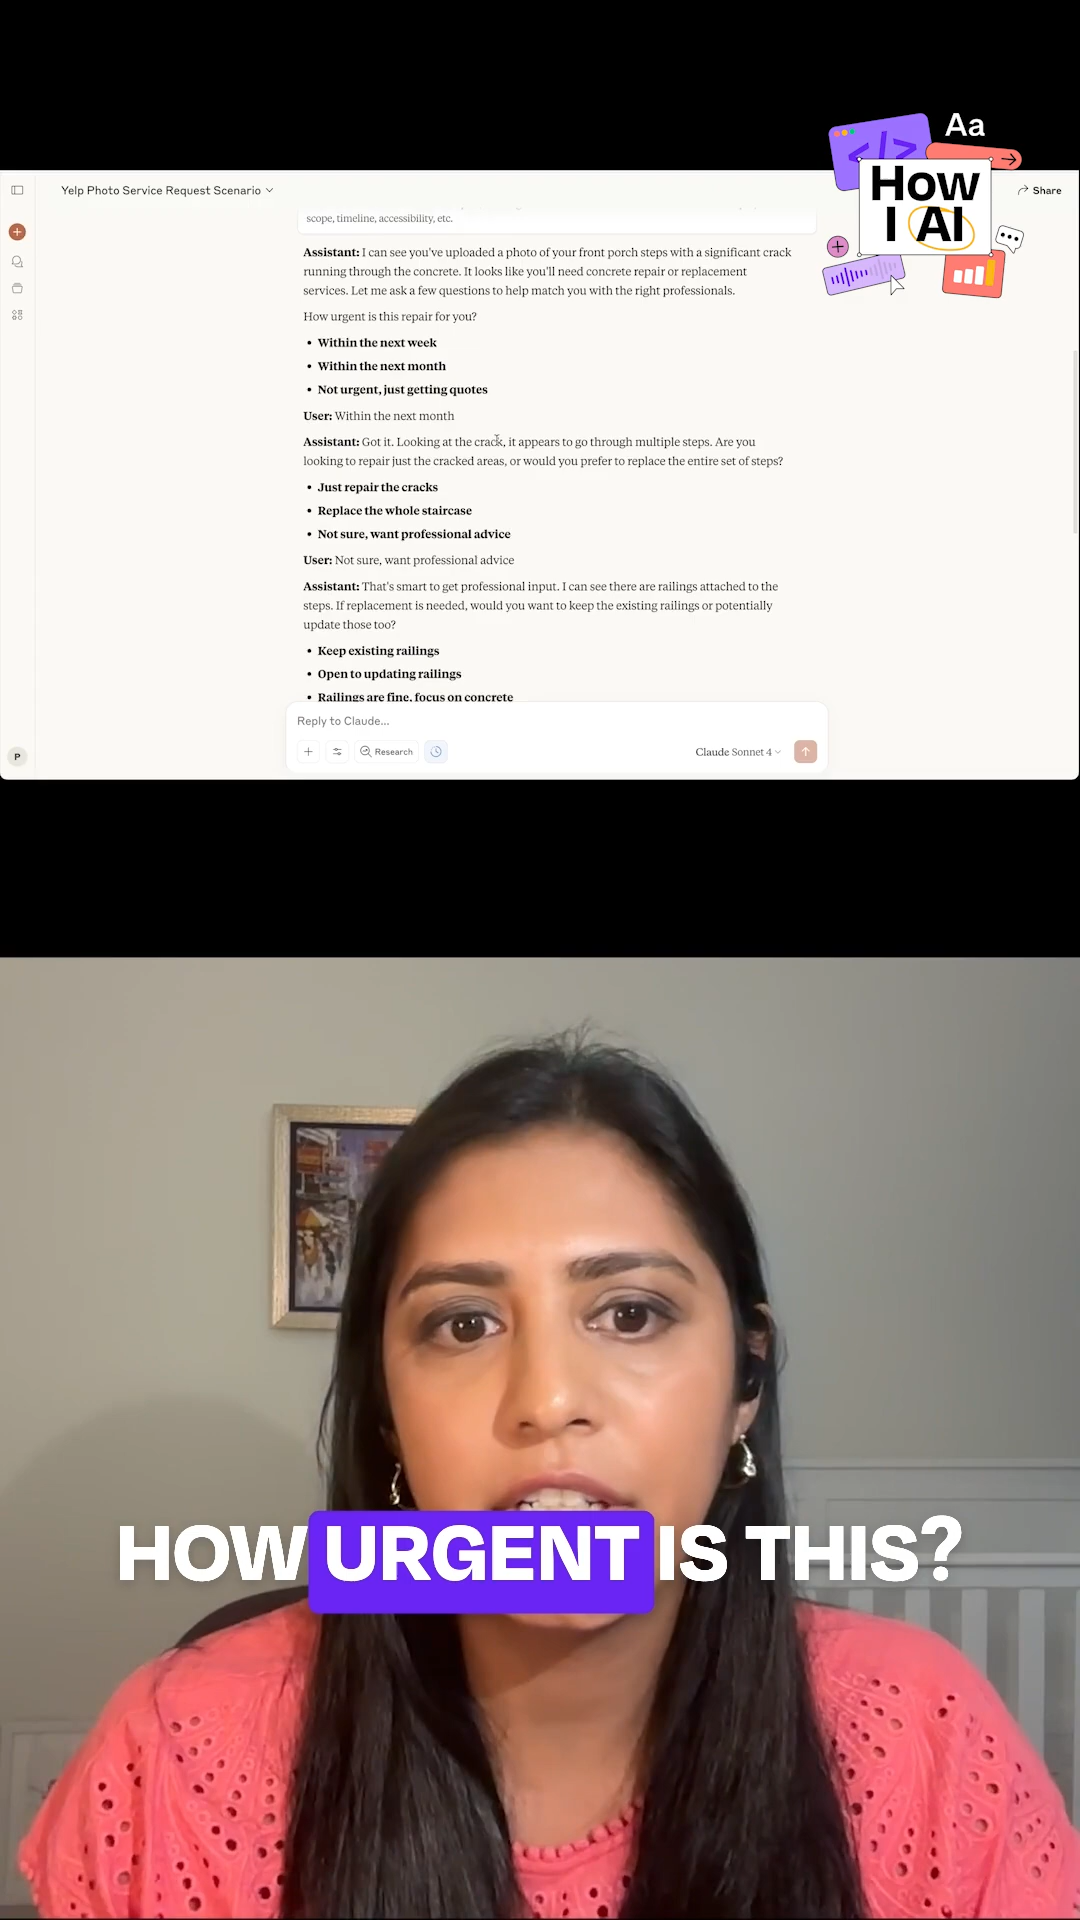 Aa
</>
How
I AI
Yelp Photo Service Request Scenario
Share
scope, timeline, accessibility, etc.
Assistant: I can see you've uploaded a photo of your front porch steps with a significant crack
running through the concrete. It looks like you'll need concrete repair or replacement
services. Let me ask a few questions to help match you with the right professionals.
How urgent is this repair for you?
• Within the next week
• Within the next month
• Not urgent, just getting quotes
User: Within the next month
Assistant: Got it. Looking at the crack, it appears to go through multiple steps. Are you
looking to repair just the cracked areas, or would you prefer to replace the entire set of steps?
• Just repair the cracks
• Replace the whole staircase
• Not sure, want professional advice
User: Not sure, want professional advice
Assistant: That's smart to get professional input. I can see there are railings attached to the
steps. If replacement is needed, would you want to keep the existing railings or potentially
update those too?
• Keep existing railings
• Open to updating railings
• Railings are fine, focus on concrete
Reply to Claude...
Research
Claude Sonnet 4
P
HOW URGENT IS THIS?